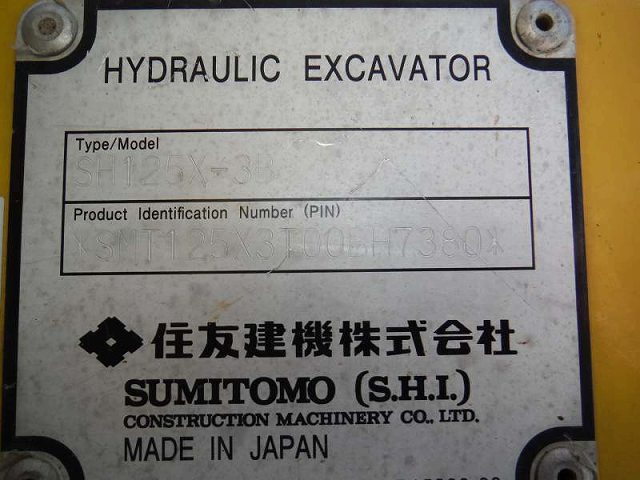 HYDRAULIC EXCAVATOR
Type/Model
SH125X-3B
Product Identification Number (PIN)
*SMT125X3T00BH7380*
住友建機株式会社
SUMITOMO (S.H.I.)
CONSTRUCTION MACHINERY CO., LTD.
MADE IN JAPAN